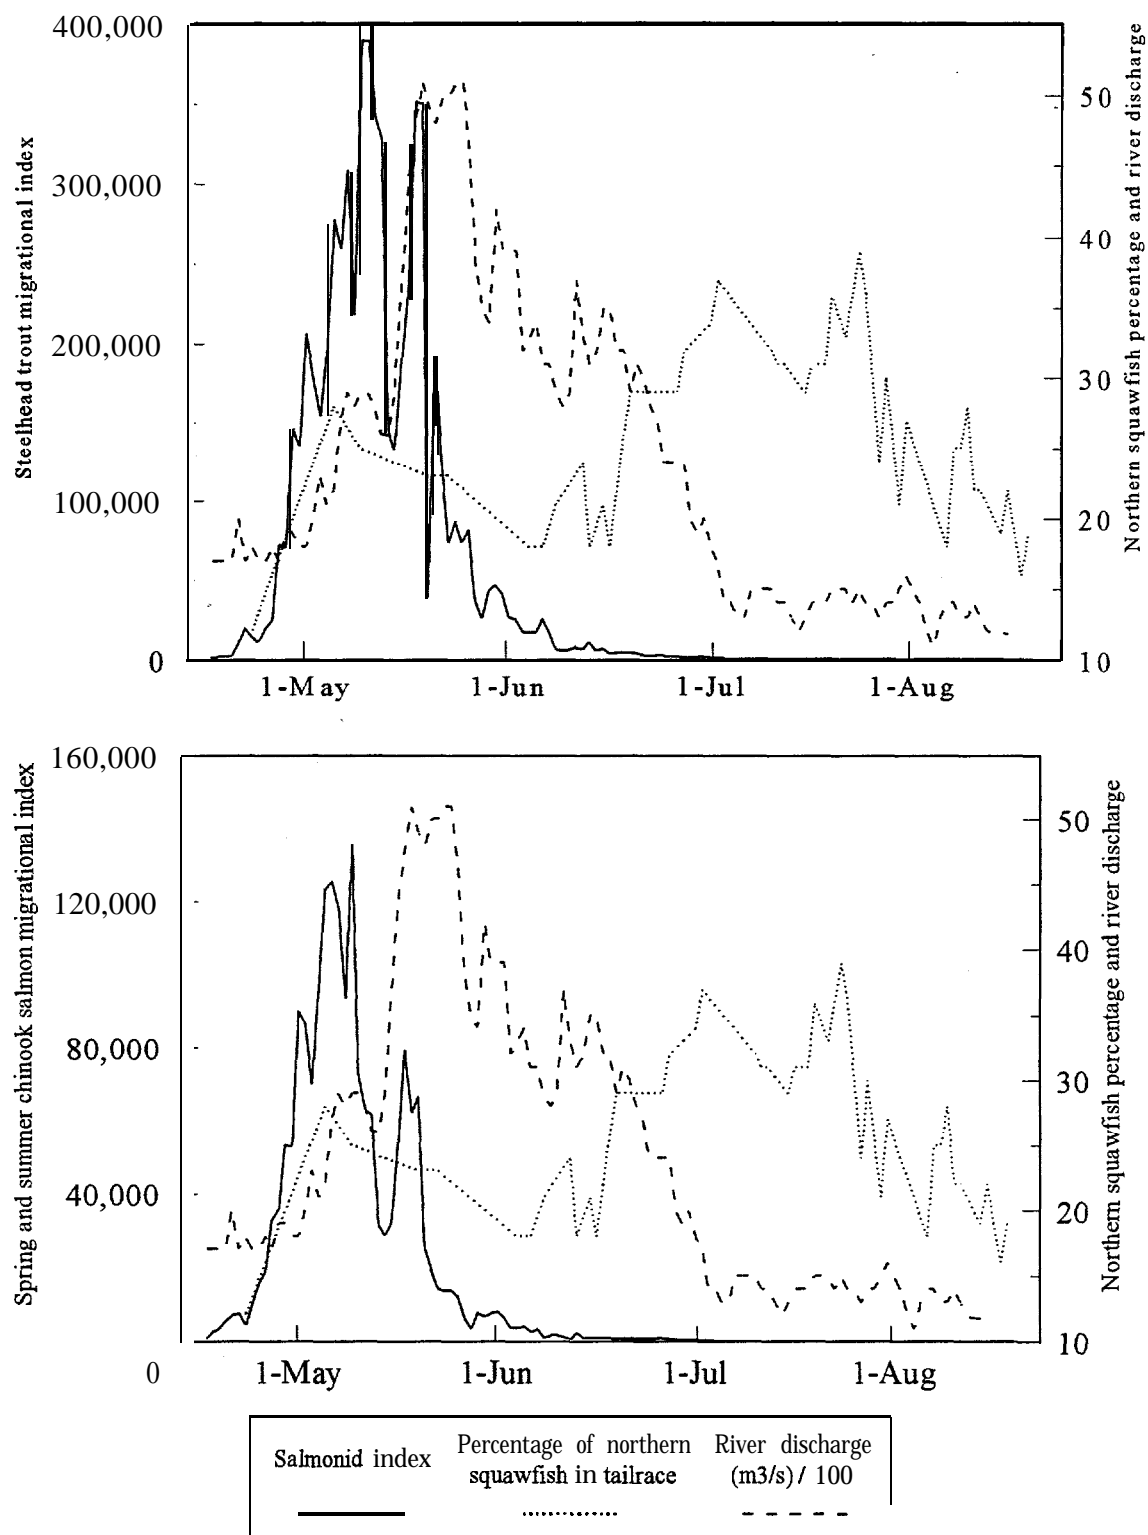 Steelhead trout migrational index
400,000
300,000
200,000
100,000
0
50
40
30
20
10
Northern squawfish percentage and river discharge
1-May 1-Jun 1-Jul 1-Aug
Spring and summer chinook salmon migrational index
160,000
120,000
80,000
40,000
0
50
40
30
20
10
Northern squawfish percentage and river discharge
1-May 1-Jun 1-Jul 1-Aug
Salmonid index
Percentage of northern
squawfish in tailrace
River discharge
(m3/s) / 100